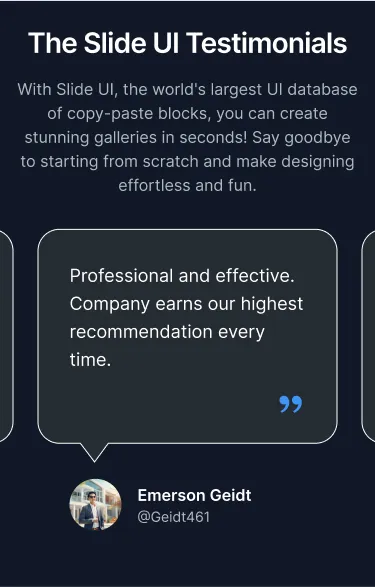 The Slide UI Testimonials
With Slide UI, the world's largest UI database
of copy-paste blocks, you can create
stunning galleries in seconds! Say goodbye
to starting from scratch and make designing
effortless and fun.
Professional and effective.
Company earns our highest
recommendation every
time.
”
Emerson Geidt
@Geidt461